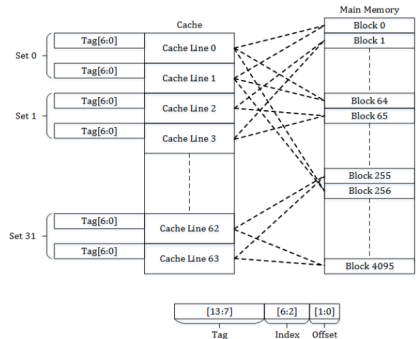 Cache
Main Memory
Set 0
Tag[6:0]
Cache Line 0
Tag[6:0]
Cache Line 1
Set 1
Tag[6:0]
Cache Line 2
Tag[6:0]
Cache Line 3
Set 31
Tag[6:0]
Cache Line 62
Tag[6:0]
Cache Line 63
Block 0
Block 1
Block 64
Block 65
Block 255
Block 256
Block 4095
[13:7] [6:2] [1:0]
Tag Index Offset